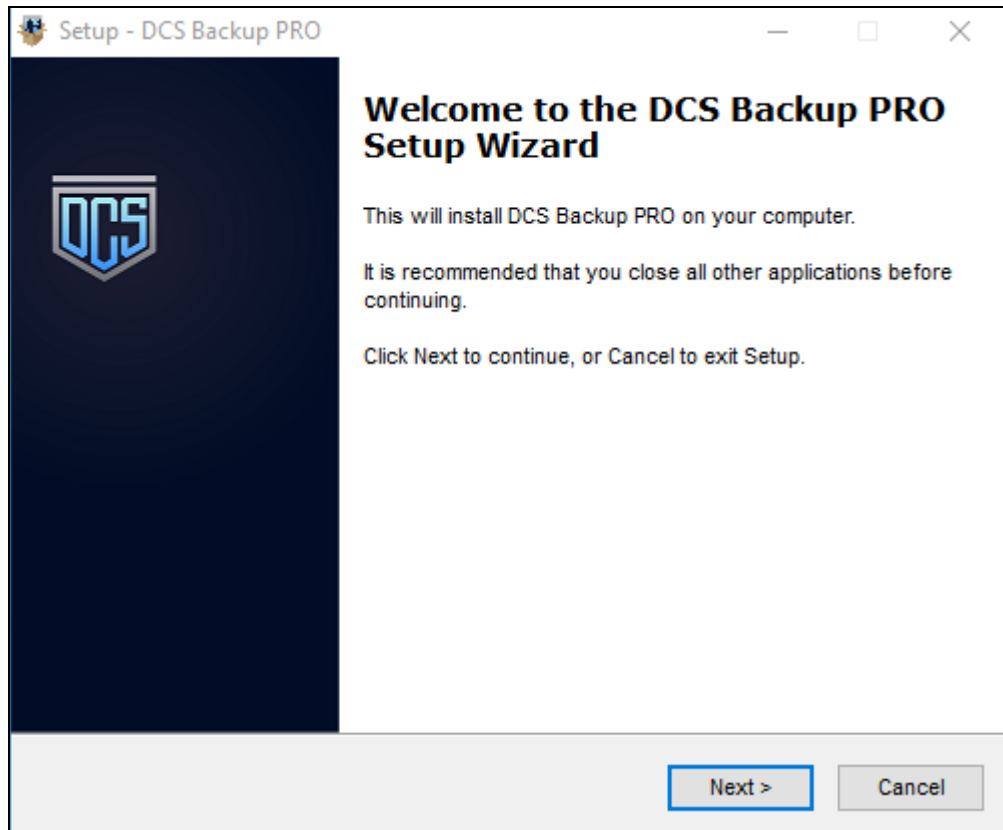 Setup - DCS Backup PRO
DCS
Welcome to the DCS Backup PRO
Setup Wizard
This will install DCS Backup PRO on your computer.
It is recommended that you close all other applications before
continuing.
Click Next to continue, or Cancel to exit Setup.
Next >
Cancel